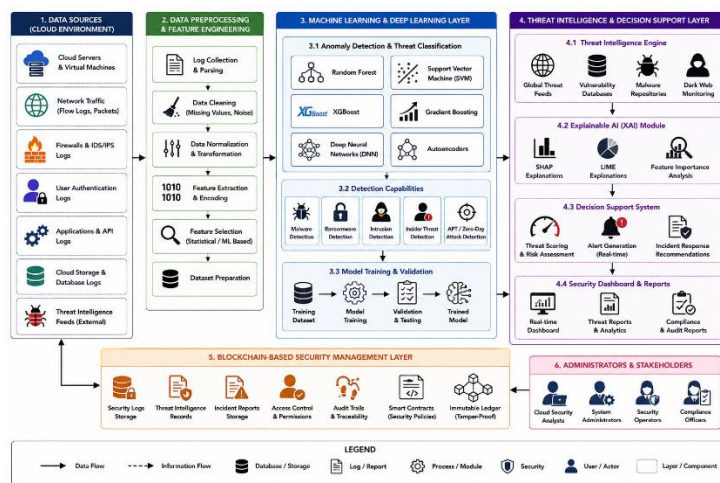 1. DATA SOURCES
(CLOUD ENVIRONMENT)
Cloud Servers
& Virtual Machines
Network Traffic
(Flow Logs, Packets)
Firewalls & IDS/IPS
Logs
User Authentication
Logs
Applications & API
Logs
Cloud Storage &
Database Logs
Threat Intelligence
Feeds (External)
2. DATA PREPROCESSING
& FEATURE ENGINEERING
Log Collection
& Parsing
Data Cleaning
(Missing Values, Noise)
Data Normalization
& Transformation
1010
1010
Feature Extraction
& Encoding
Feature Selection
(Statistical / ML Based)
Dataset Preparation
3. MACHINE LEARNING & DEEP LEARNING LAYER
3.1 Anomaly Detection & Threat Classification
Random Forest
Support Vector
Machine (SVM)
XGBoost
XGBoost
Gradient Boosting
Deep Neural
Networks (DNN)
Autoencoders
3.2 Detection Capabilities
Malware
Detection
Ransomware
Detection
Intrusion
Detection
Insider Threat
Detection
APT / Zero-Day
Attack Detection
3.3 Model Training & Validation
Training
Dataset
Model
Training
Validation
& Testing
Trained
Model
4. THREAT INTELLIGENCE & DECISION SUPPORT LAYER
4.1 Threat Intelligence Engine
Global Threat
Feeds
Vulnerability
Databases
Malware
Repositories
Dark Web
Monitoring
4.2 Explainable AI (XAI) Module
SHAP
Explanations
LIME
Explanations
Feature Importance
Analysis
4.3 Decision Support System
Threat Scoring
& Risk Assessment
Alert Generation
(Real-time)
Incident Response
Recommendations
4.4 Security Dashboard & Reports
Real-time
Dashboard
Threat Reports
& Analytics
Compliance
& Audit Reports
5. BLOCKCHAIN-BASED SECURITY MANAGEMENT LAYER
Security Logs
Storage
Threat Intelligence
Records
Incident Reports
Storage
Access Control
& Permissions
Audit Trails
& Traceability
Smart Contracts
(Security Policies)
Immutable Ledger
(Tamper-Proof)
6. ADMINISTRATORS & STAKEHOLDERS
Cloud Security
Analysts
System
Administrators
Security
Operators
Compliance
Officers
LEGEND
Data Flow
Information Flow
Database / Storage
Log / Report
Process / Module
Security
User / Actor
Layer / Component